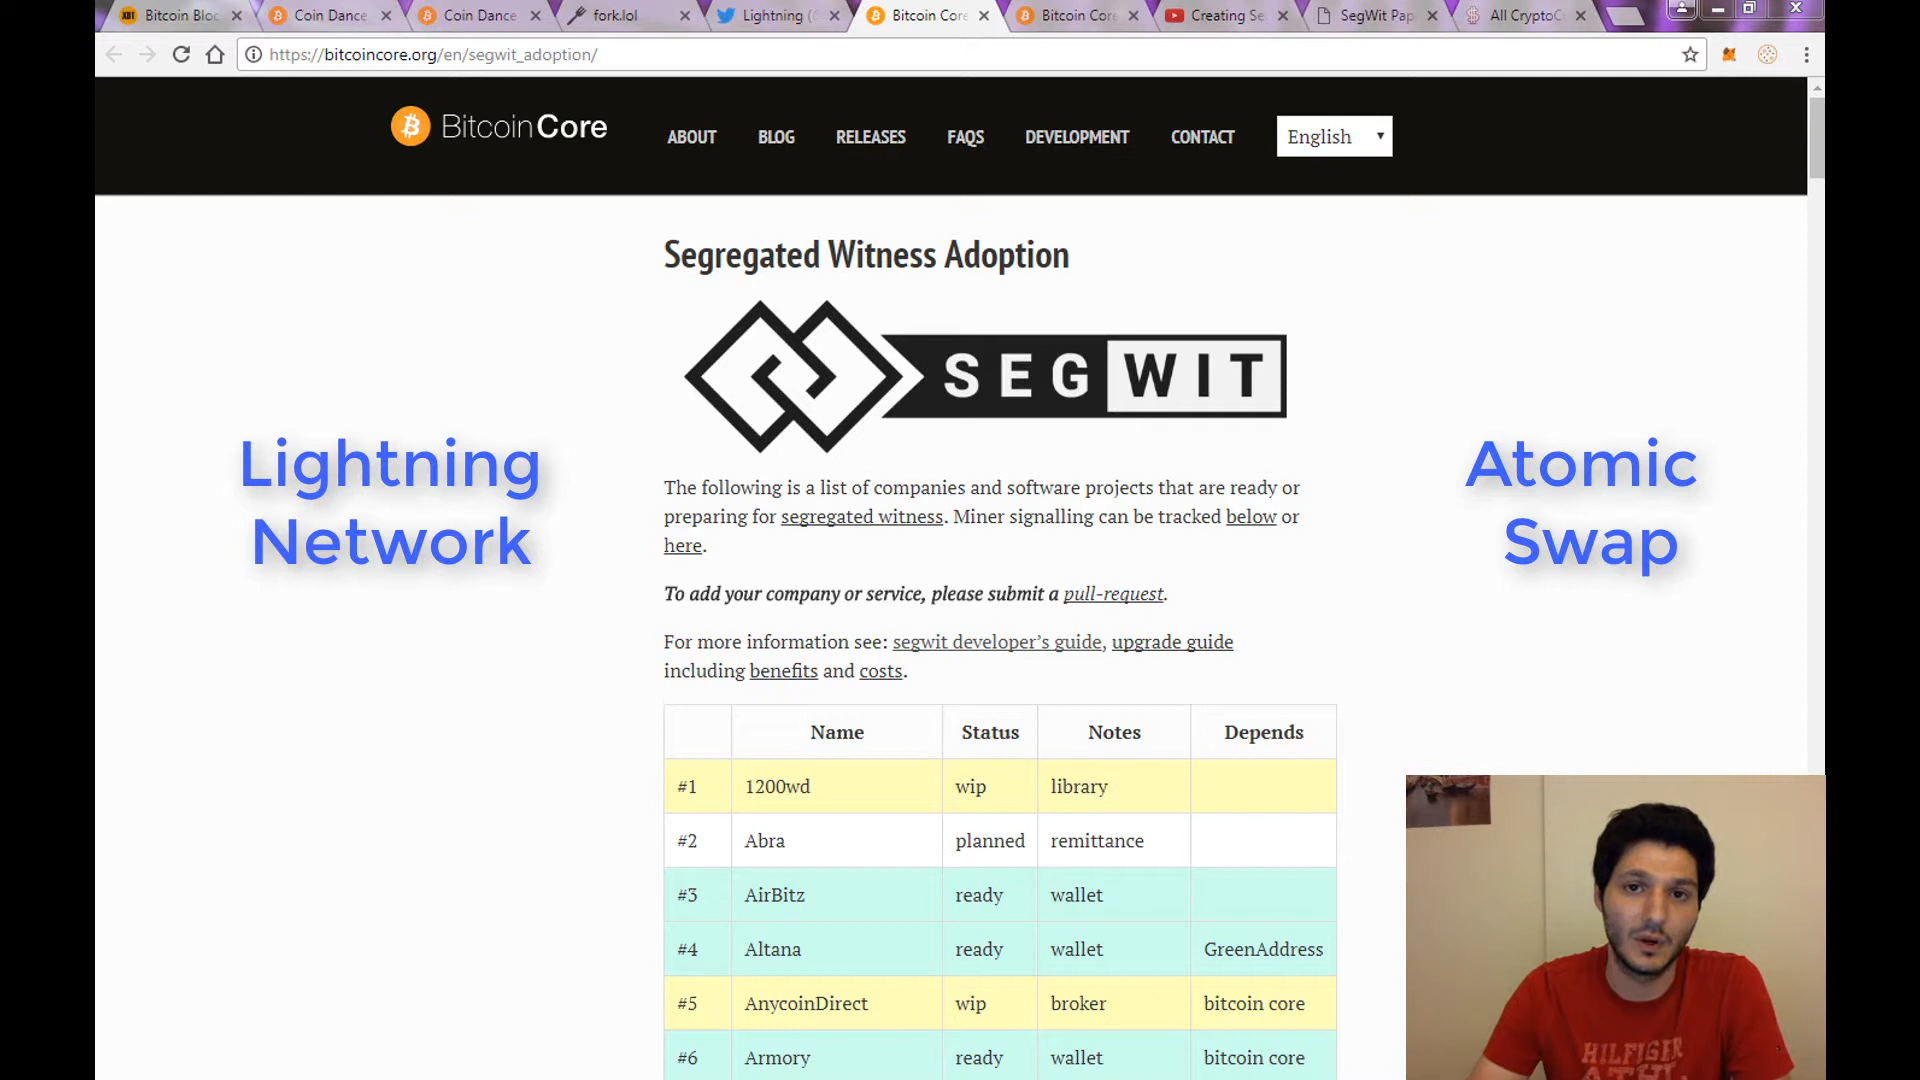 Bitcoin Bloc
Coin Dance
Coin Dance
fork.lol
Lightning (
Bitcoin Core
Bitcoin Core
Creating Se
SegWit Pap
All CryptoC
https://bitcoincore.org/en/segwit_adoption/
BitcoinCore
ABOUT BLOG RELEASES FAQS DEVELOPMENT CONTACT English
Segregated Witness Adoption
SEGWIT
Lightning
Network
Atomic
Swap
The following is a list of companies and software projects that are ready or
preparing for segregated witness. Miner signalling can be tracked below or
here.
To add your company or service, please submit a pull-request.
For more information see: segwit developer’s guide, upgrade guide
including benefits and costs.
Name Status Notes Depends
#1 1200wd wip library
#2 Abra planned remittance
#3 AirBitz ready wallet
#4 Altana ready wallet GreenAddress
#5 AnycoinDirect wip broker bitcoin core
#6 Armory ready wallet bitcoin core
HILFIGER